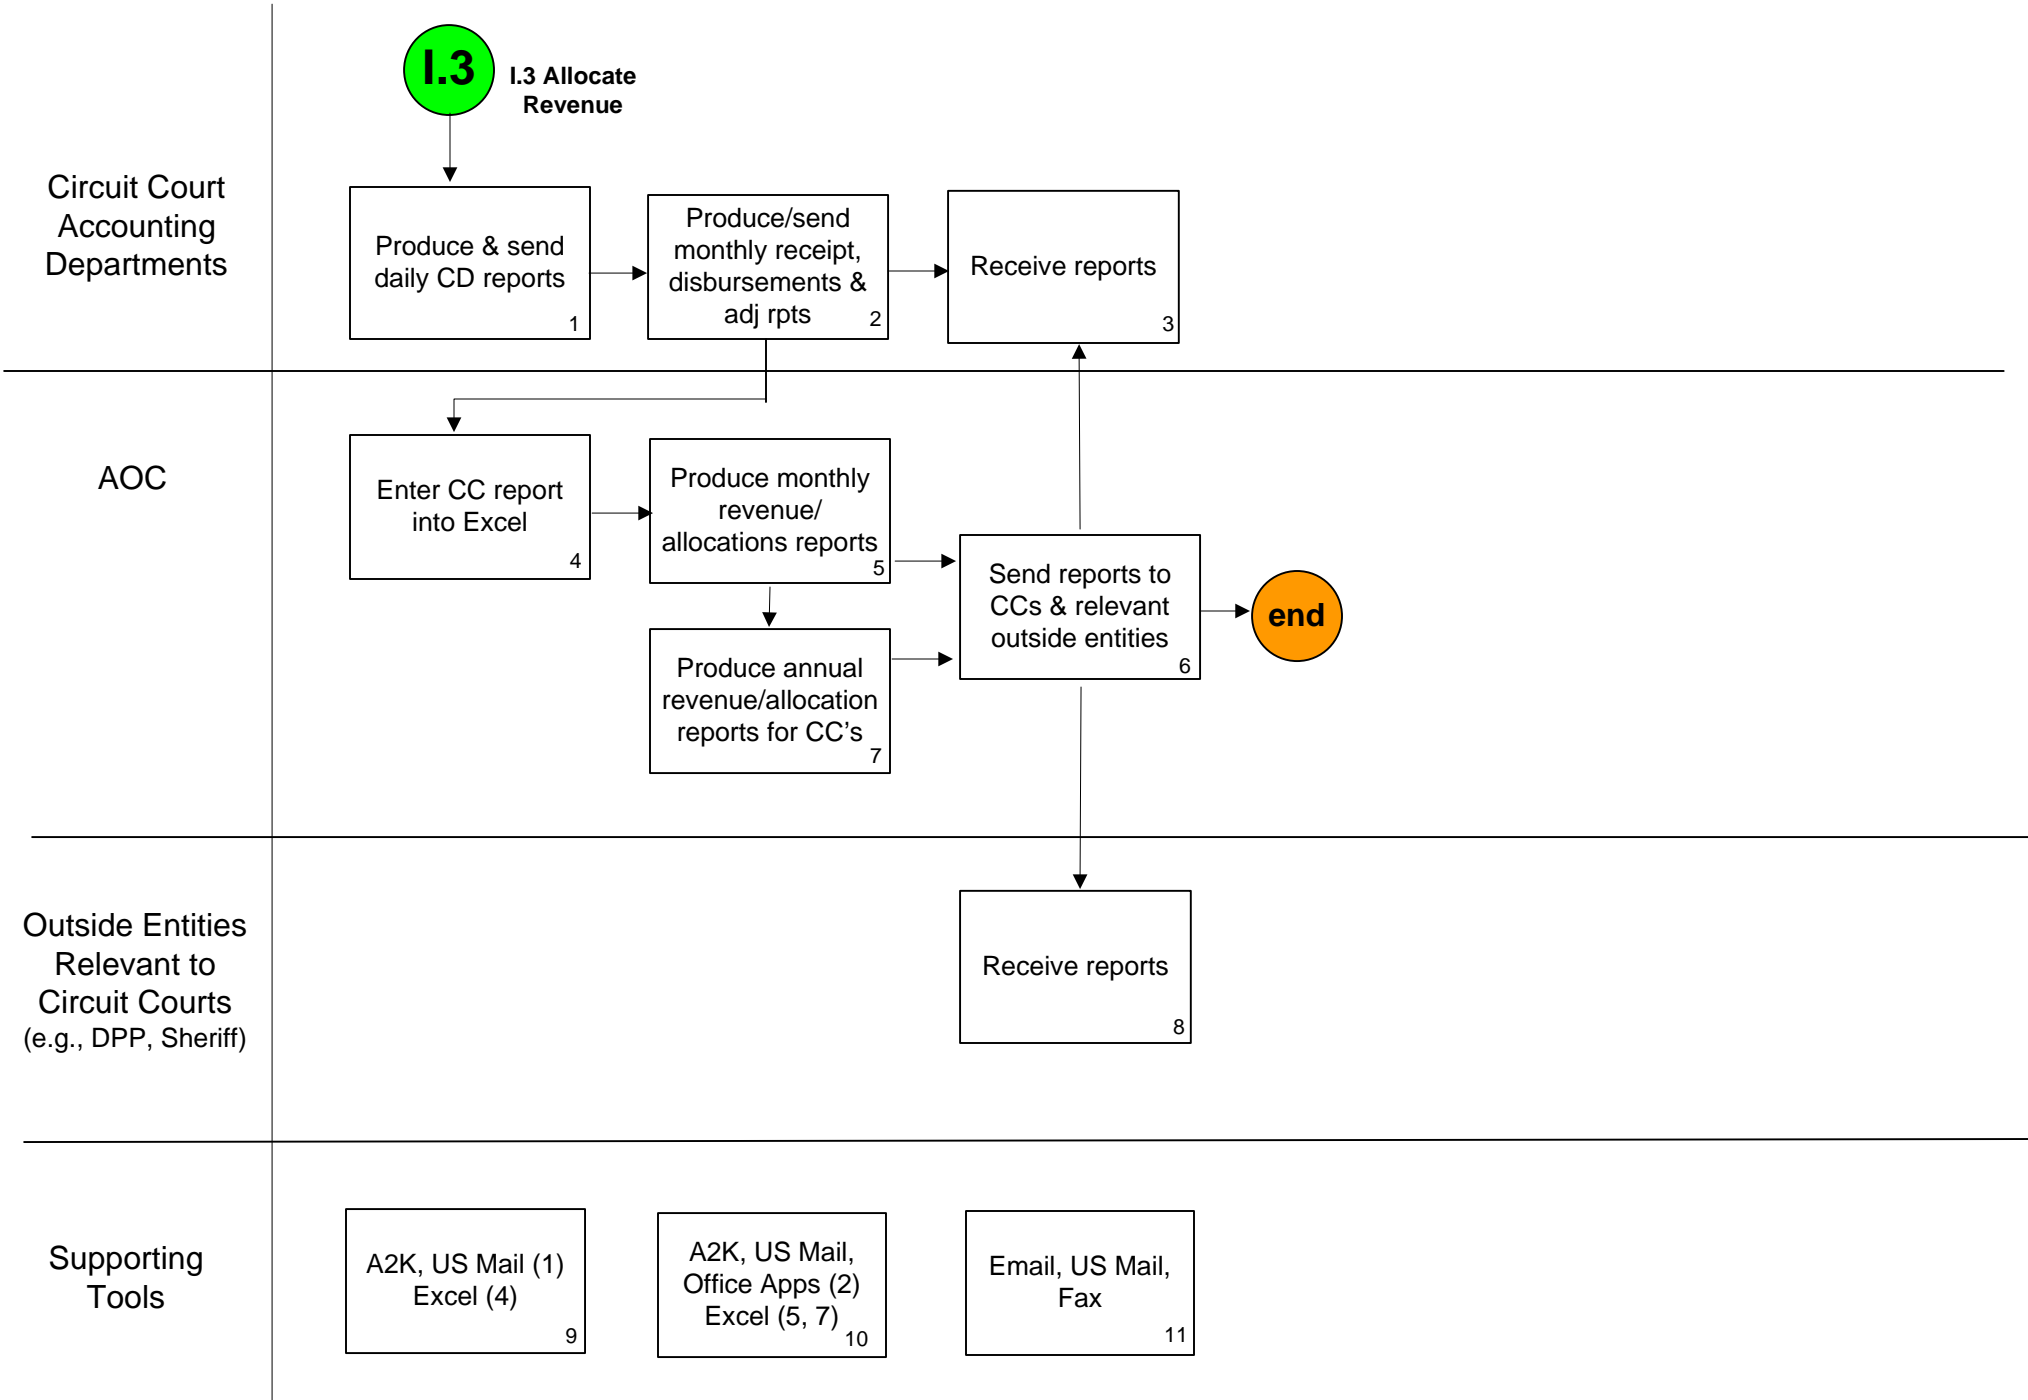 I.3
I.3 Allocate
Revenue
Circuit Court
Accounting
Departments
Produce & send
daily CD reports
1
Produce/send
monthly receipt,
disbursements &
adj rpts
2
Receive reports
3
AOC
Enter CC report
into Excel
4
Produce monthly
revenue/
allocations reports
5
Send reports to
CCs & relevant
outside entities
6
end
Produce annual
revenue/allocation
reports for CC’s
7
Outside Entities
Relevant to
Circuit Courts
(e.g., DPP, Sheriff)
Receive reports
8
Supporting
Tools
A2K, US Mail (1)
Excel (4)
9
A2K, US Mail,
Office Apps (2)
Excel (5, 7)
10
Email, US Mail,
Fax
11